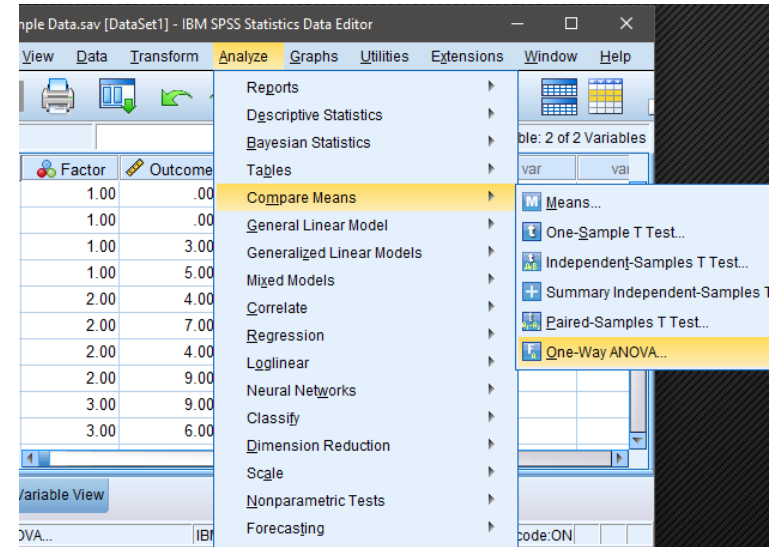 nple Data.sav [DataSet1] - IBM SPSS Statistics Data Editor
View Data Transform Analyze Graphs Utilities Extensions Window Help
Reports
Descriptive Statistics
ble: 2 of 2 Variables
Bayesian Statistics
Factor Outcome Tables var var
1.00 .00 Compare Means
Means...
1.00 .00 General Linear Model
One-Sample T Test...
1.00 3.00 Generalized Linear Models
Independent-Samples T Test...
1.00 5.00 Mixed Models
Summary Independent-Samples T
2.00 4.00 Correlate
Paired-Samples T Test...
2.00 7.00 Regression
One-Way ANOVA...
2.00 4.00 Loglinear
2.00 9.00 Neural Networks
3.00 9.00 Classify
3.00 6.00 Dimension Reduction
Scale
Variable View Nonparametric Tests
OVA... IB Forecasting code:ON